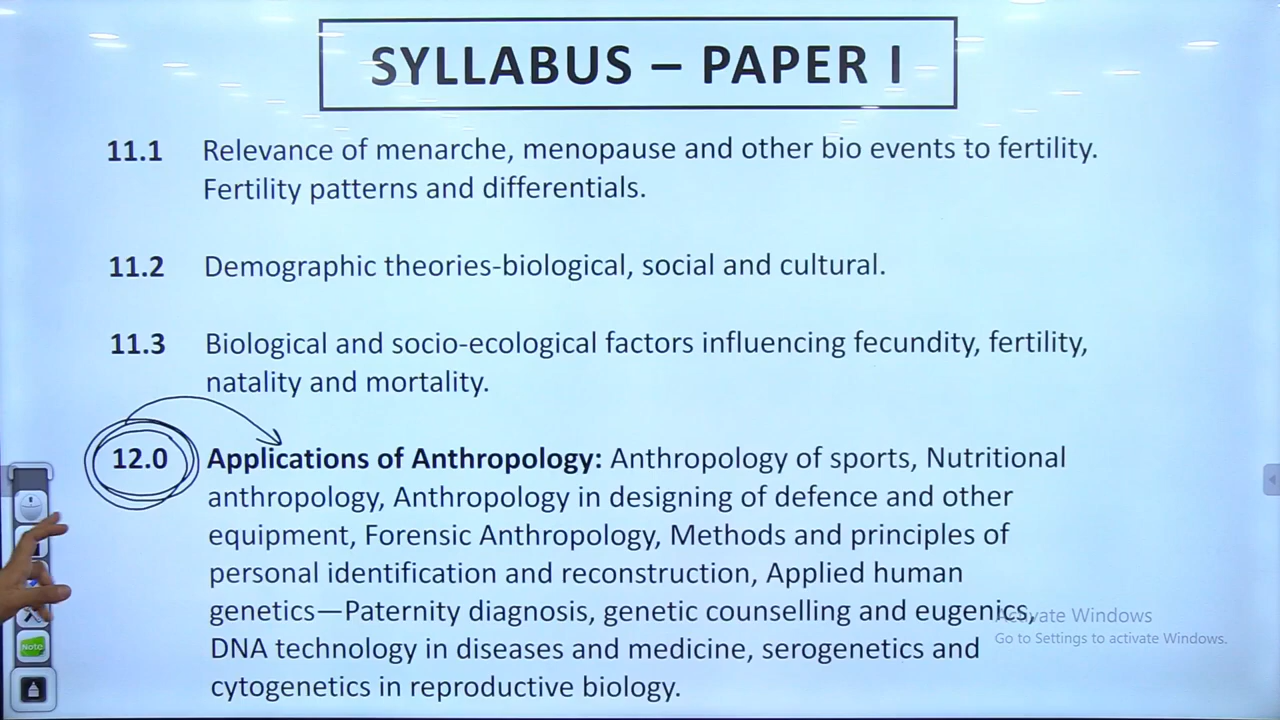 SYLLABUS – PAPER I
11.1 Relevance of menarche, menopause and other bio events to fertility.
Fertility patterns and differentials.
11.2 Demographic theories-biological, social and cultural.
11.3 Biological and socio-ecological factors influencing fecundity, fertility,
natality and mortality.
12.0 Applications of Anthropology: Anthropology of sports, Nutritional
anthropology, Anthropology in designing of defence and other
equipment, Forensic Anthropology, Methods and principles of
personal identification and reconstruction, Applied human
genetics—Paternity diagnosis, genetic counselling and eugenics,
DNA technology in diseases and medicine, serogenetics and
cytogenetics in reproductive biology.
Activate Windows
Go to Settings to activate Windows.
Note